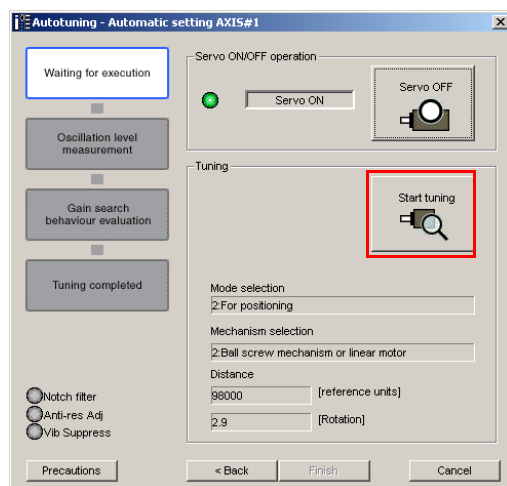 Autotuning - Automatic setting AXIS#1
Waiting for execution
Oscillation level
measurement
Gain search
behaviour evaluation
Tuning completed
Notch filter
Anti-res Adj
Vib Suppress
Precautions
Servo ON/OFF operation
Servo ON
Servo OFF
Tuning
Start tuning
Mode selection
2:For positioning
Mechanism selection
2:Ball screw mechanism or linear motor
Distance
98000 [reference units]
2.9 [Rotation]
< Back
Finish
Cancel